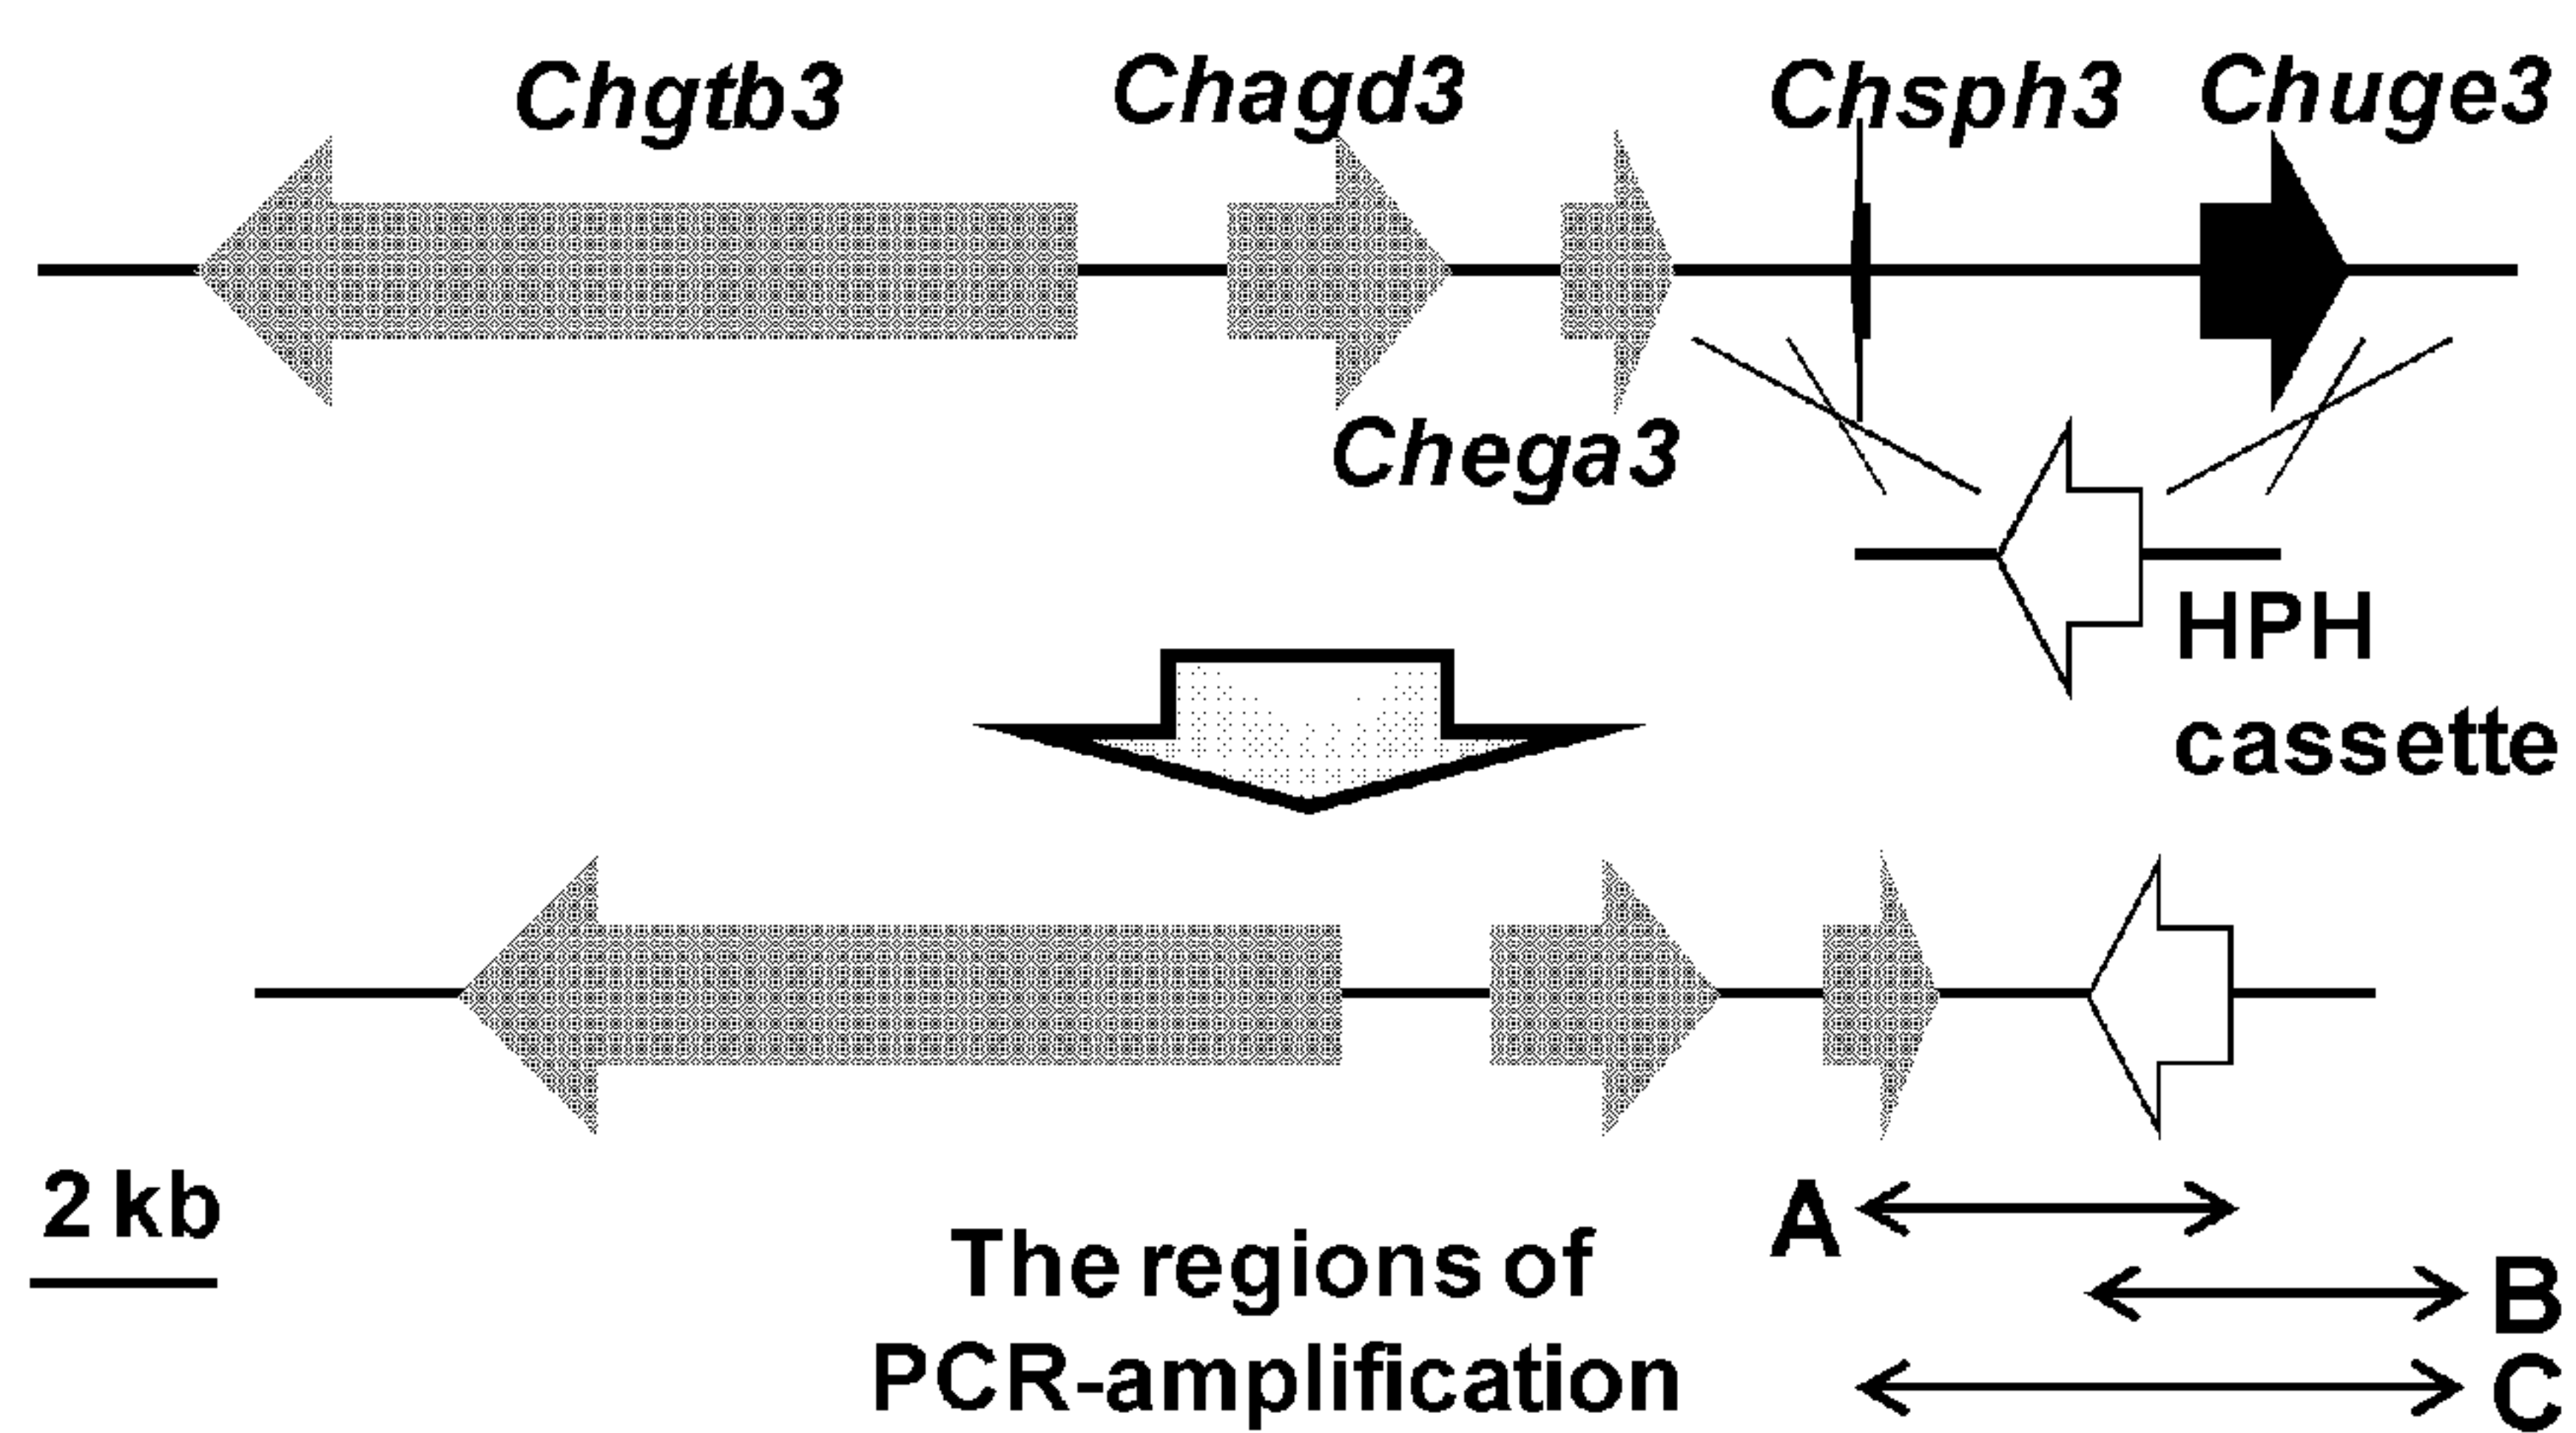 Chgtb3
Chagd3
Chsph3
Chuge3
Chega3
HPH
cassette
2 kb
The regions of
PCR-amplification
A
B
C